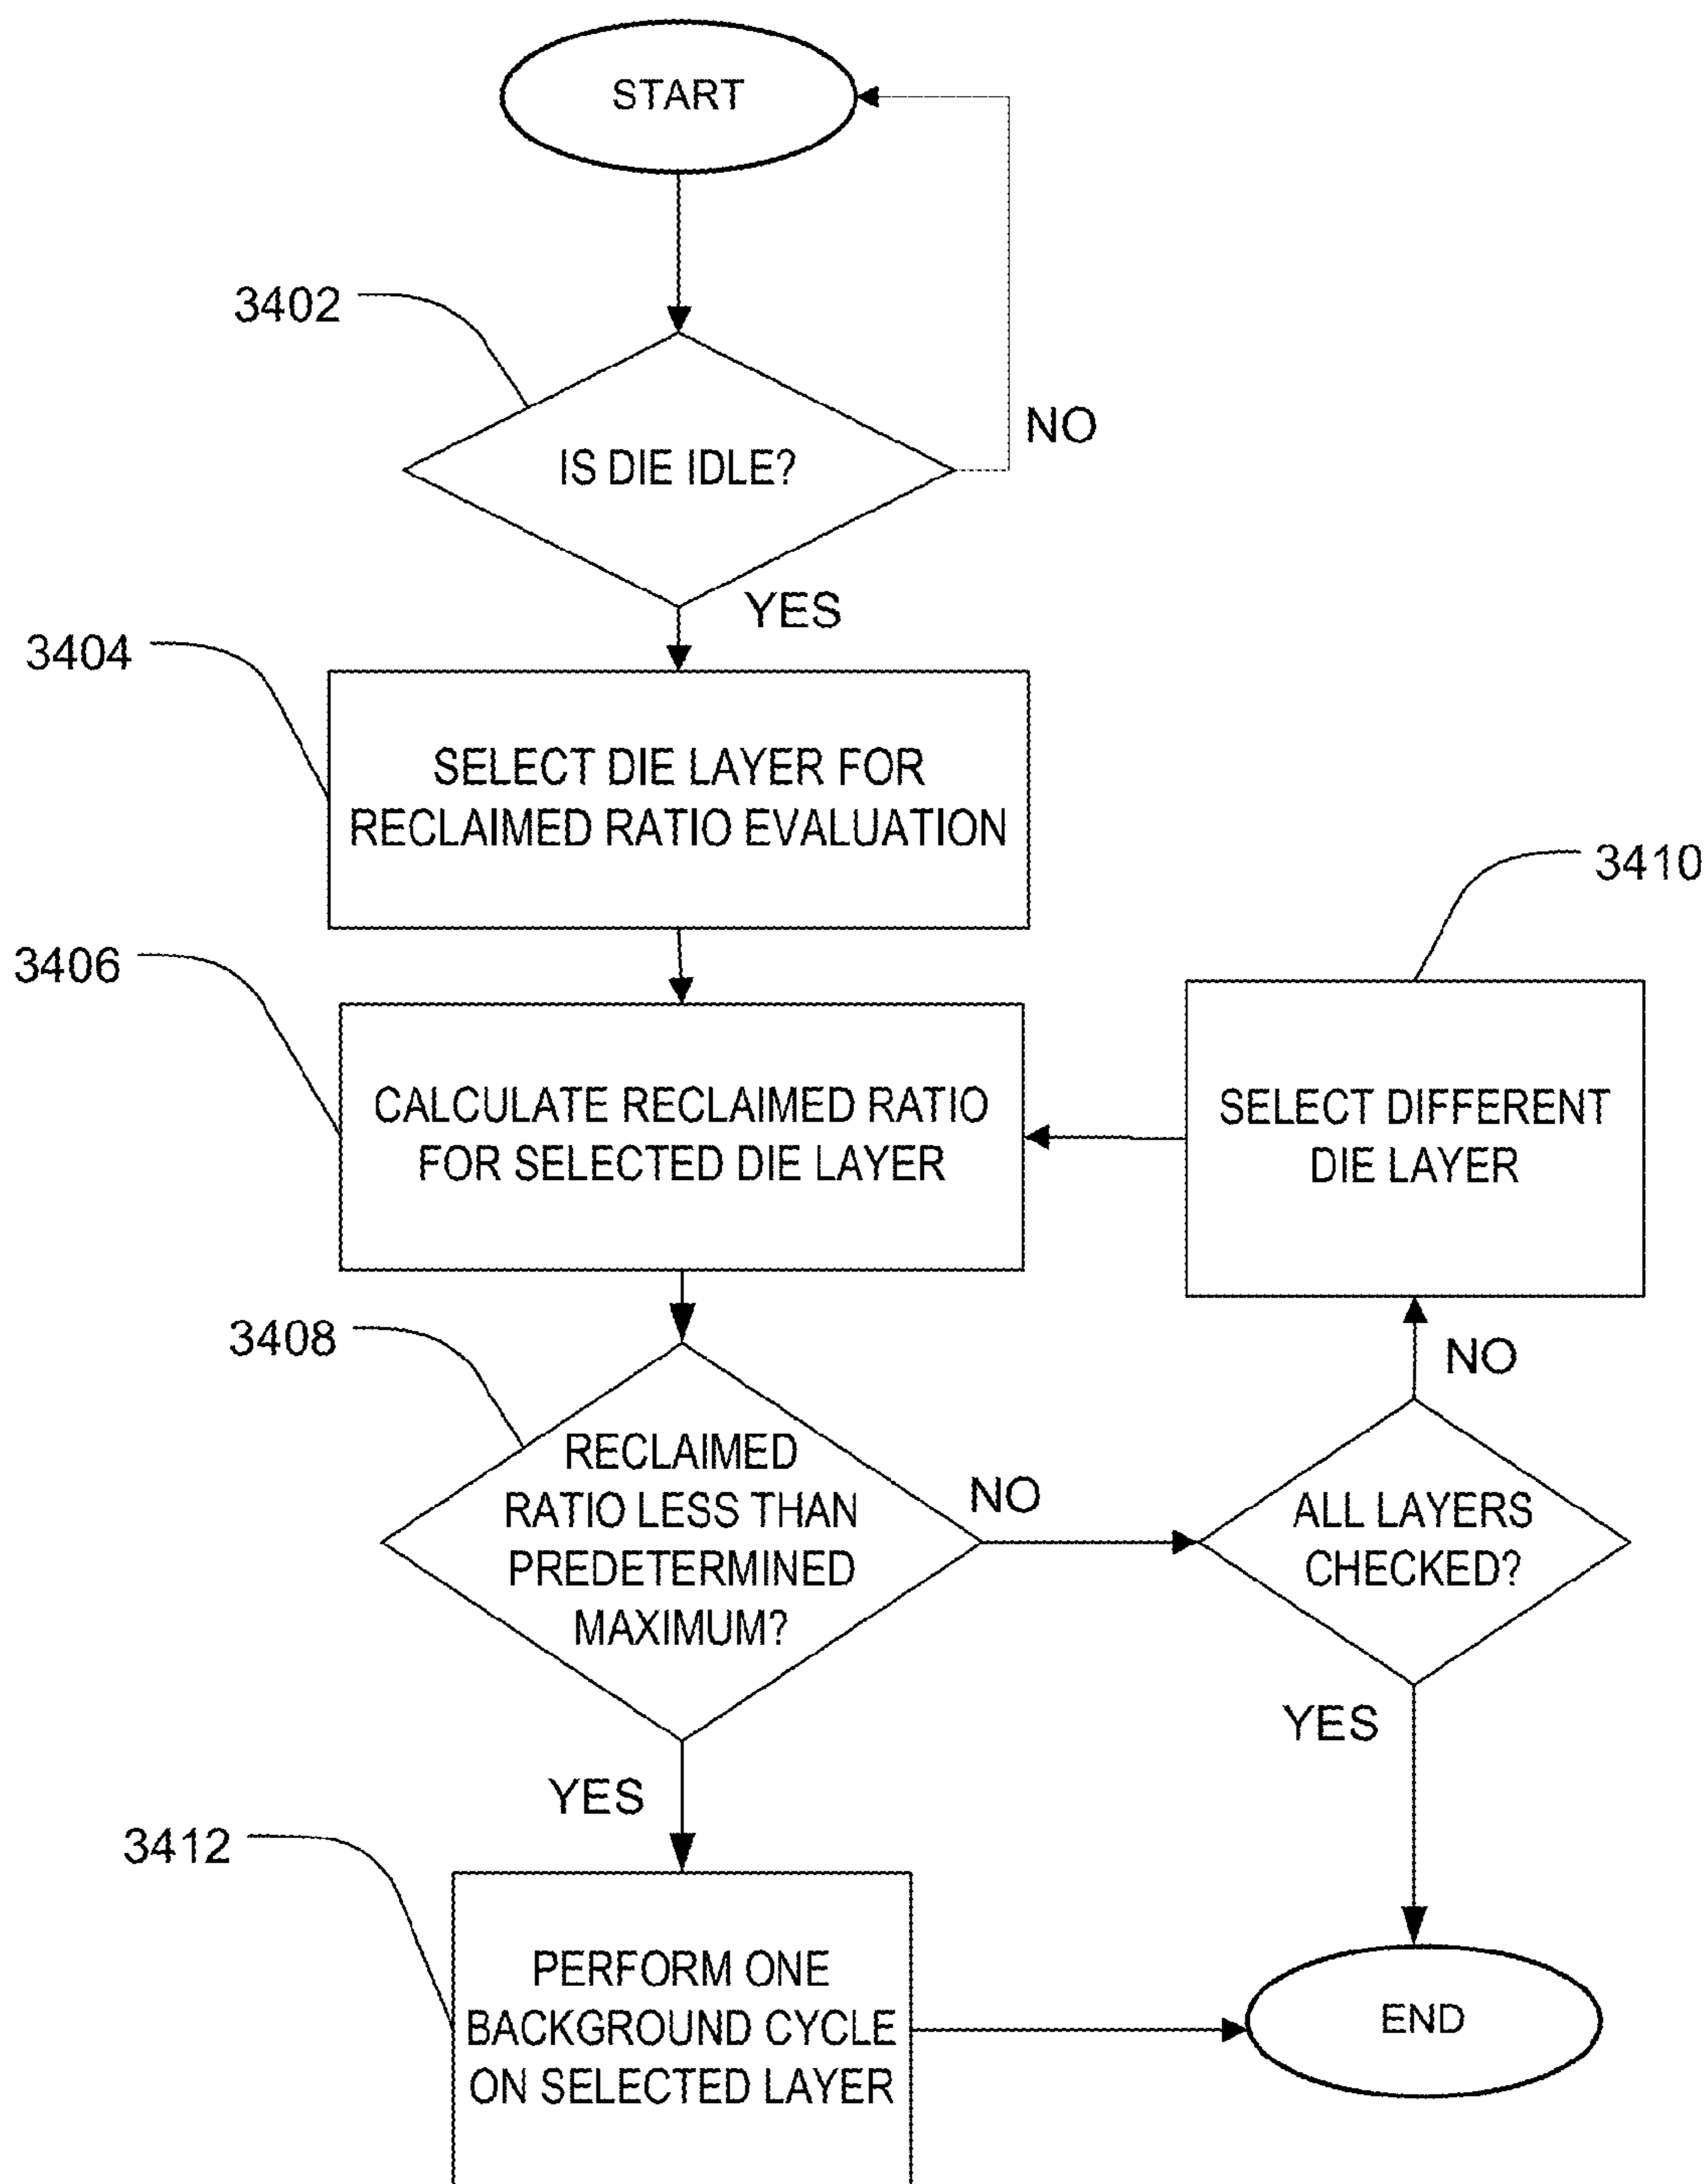 START
3402
NO
IS DIE IDLE?
YES
3404
SELECT DIE LAYER FOR
RECLAIMED RATIO EVALUATION
3410
3406
CALCULATE RECLAIMED RATIO
FOR SELECTED DIE LAYER
SELECT DIFFERENT
DIE LAYER
3408
NO
RECLAIMED
RATIO LESS THAN
PREDETERMINED
MAXIMUM?
NO
ALL LAYERS
CHECKED?
YES
YES
3412
PERFORM ONE
BACKGROUND CYCLE
ON SELECTED LAYER
END